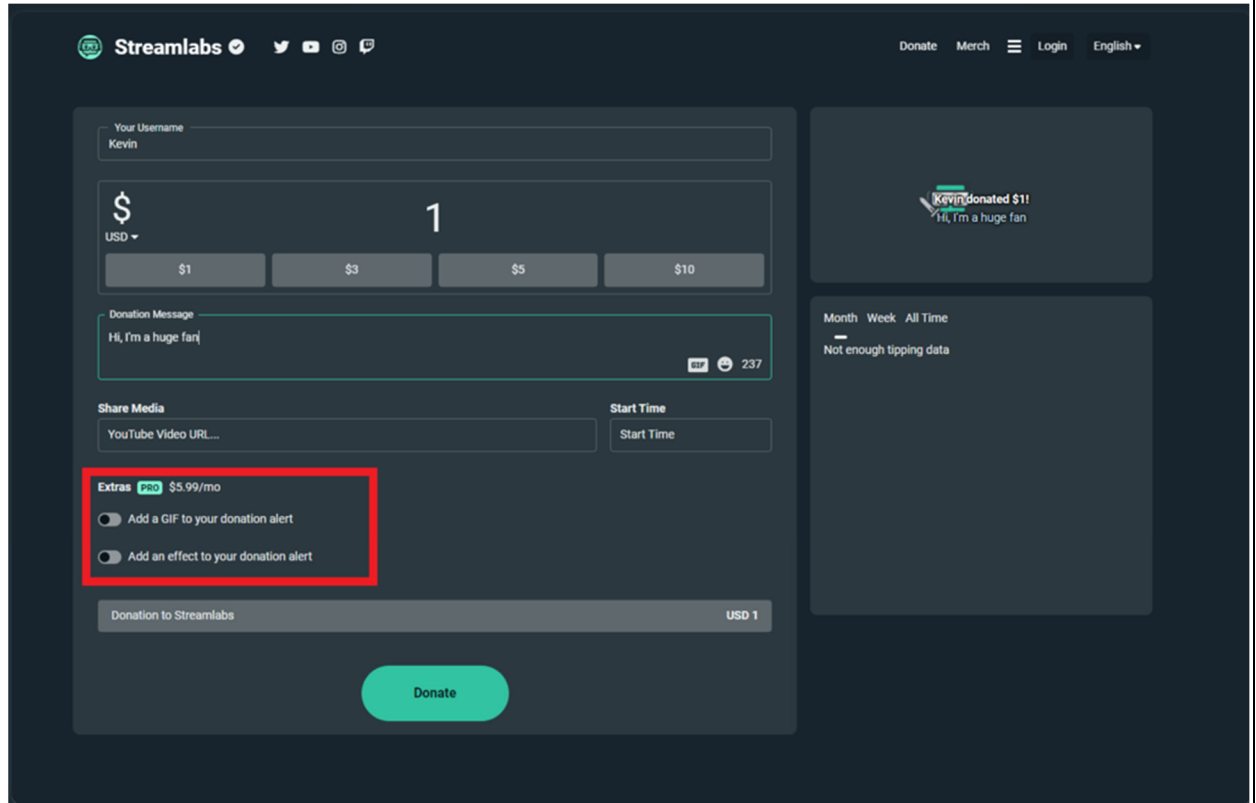 Streamlabs
Donate Merch Login English
Your Username
Kevin
$ 1
USD
$1 $3 $5 $10
Donation Message
Hi, I'm a huge fan
GIF 237
Share Media Start Time
YouTube Video URL... Start Time
Extras PRO $5.99/mo
Add a GIF to your donation alert
Add an effect to your donation alert
Donation to Streamlabs USD 1
Donate
Kevin donated $1!
Hi, I'm a huge fan
Month Week All Time
Not enough tipping data